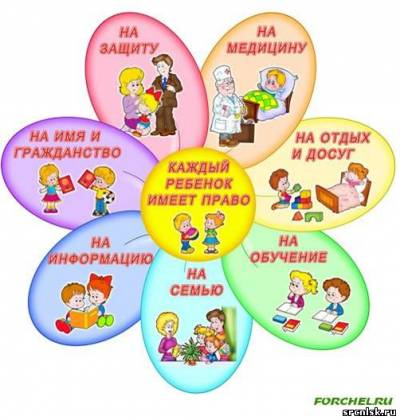 КАЖДЫЙ
РЕБЕНОК
ИМЕЕТ ПРАВО
НА
ЗАЩИТУ
НА
МЕДИЦИНУ
НА ОТДЫХ
И ДОСУГ
НА
ОБУЧЕНИЕ
НА
СЕМЬЮ
НА
ИНФОРМАЦИЮ
НА ИМЯ И
ГРАЖДАНСТВО
FORCHEL.RU
srcnlsk.ru